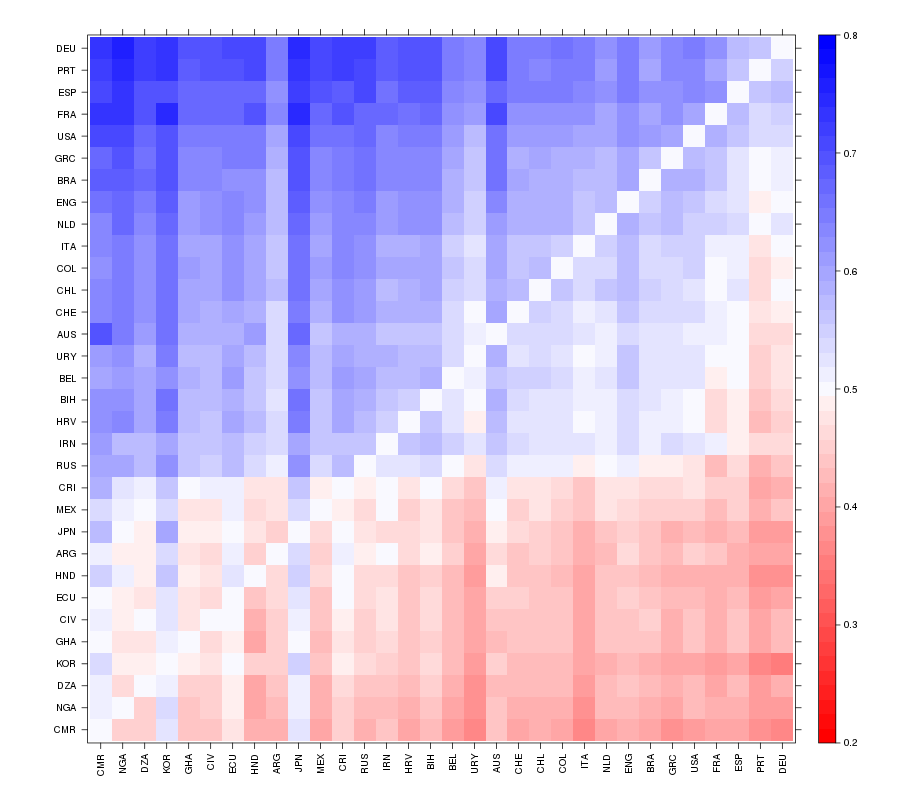 DEU
PRT
ESP
FRA
USA
GRC
BRA
ENG
NLD
ITA
COL
CHL
CHE
AUS
URY
BEL
BIH
HRV
IRN
RUS
CRI
MEX
JPN
ARG
HND
ECU
CIV
GHA
KOR
DZA
NGA
CMR
CMR NGA DZA KOR GHA CIV ECU HND ARG JPN MEX CRI RUS IRN HRV BIH BEL URY AUS CHE CHL COL ITA NLD ENG BRA GRC USA FRA ESP PRT DEU
0.8
0.7
0.6
0.5
0.4
0.3
0.2